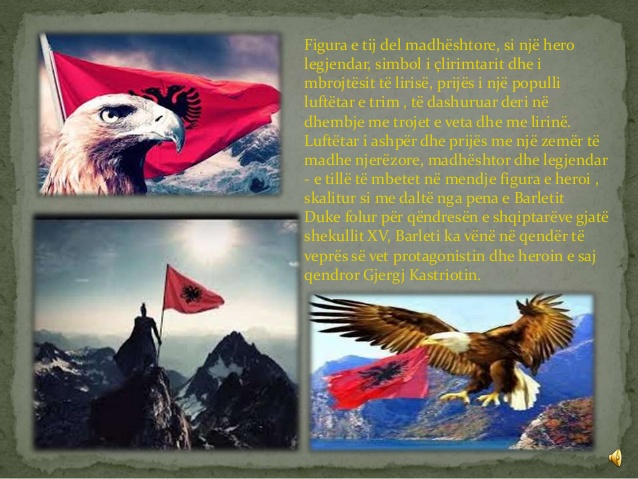 Figura e tij del madhështore, si një hero
legjendar, simbol i çlirimtarit dhe i
mbrojtësit të lirisë, prijës i një populli
luftëtar e trim , të dashuruar deri në
dhembje me trojet e veta dhe me lirinë.
Luftëtar i ashpër dhe prijës me një zemër të
madhe njerëzore, madhështor dhe legjendar
- e tillë të mbetet në mendje figura e heroi ,
skalitur si me daltë nga pena e Barletit
Duke folur për qëndresën e shqiptarëve gjatë
shekullit XV, Barleti ka vënë në qendër të
veprës së vet protagonistin dhe heroin e saj
qendror Gjergj Kastriotin.